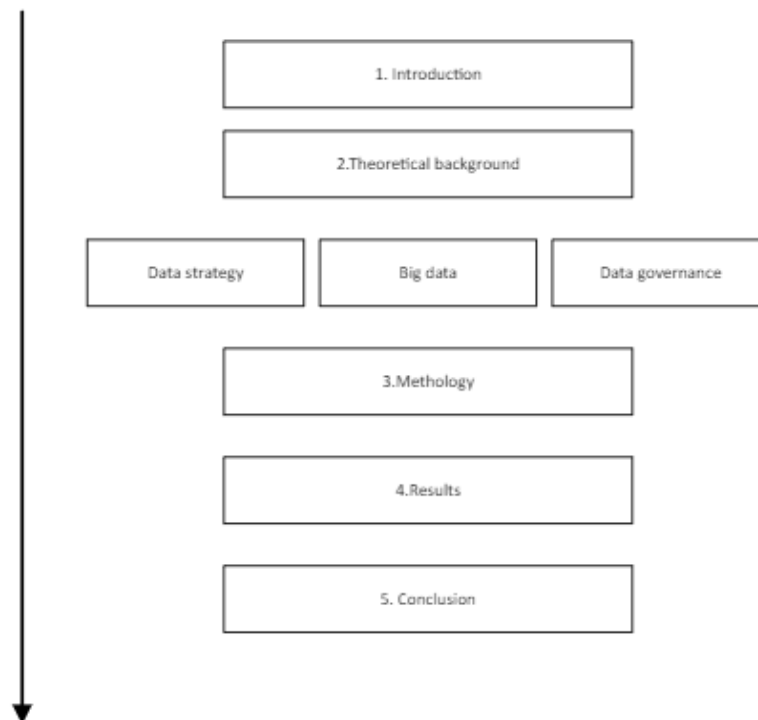 1. Introduction
2.Theoretical background
Data strategy
Big data
Data governance
3.Methology
4.Results
5. Conclusion